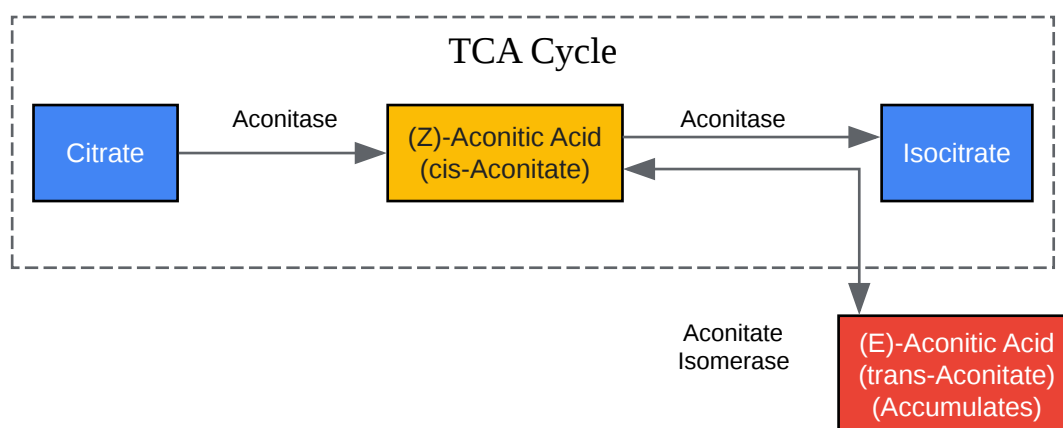 TCA Cycle
Citrate
Aconitase
(Z)-Aconitic Acid
(cis-Aconitate)
Aconitase
Isocitrate
Aconitate
Isomerase
(E)-Aconitic Acid
(trans-Aconitate)
(Accumulates)